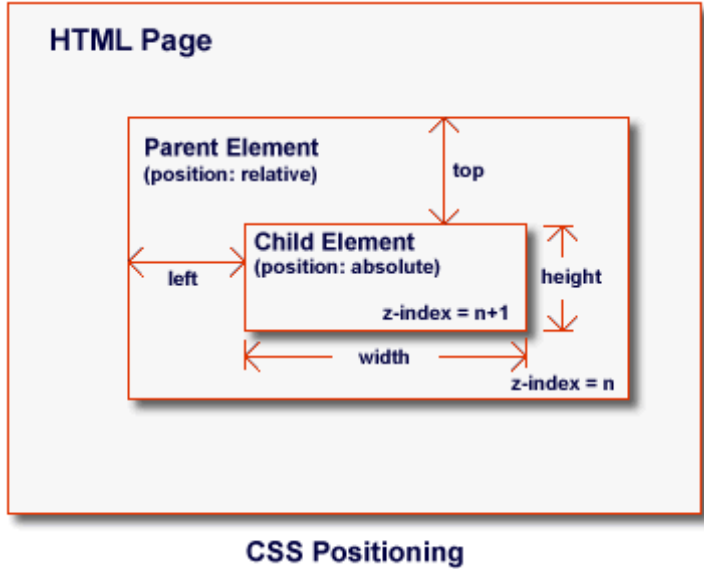 HTML Page
Parent Element
(position: relative)
top
Child Element
(position: absolute)
left
height
z-index = n+1
width
z-index = n
CSS Positioning